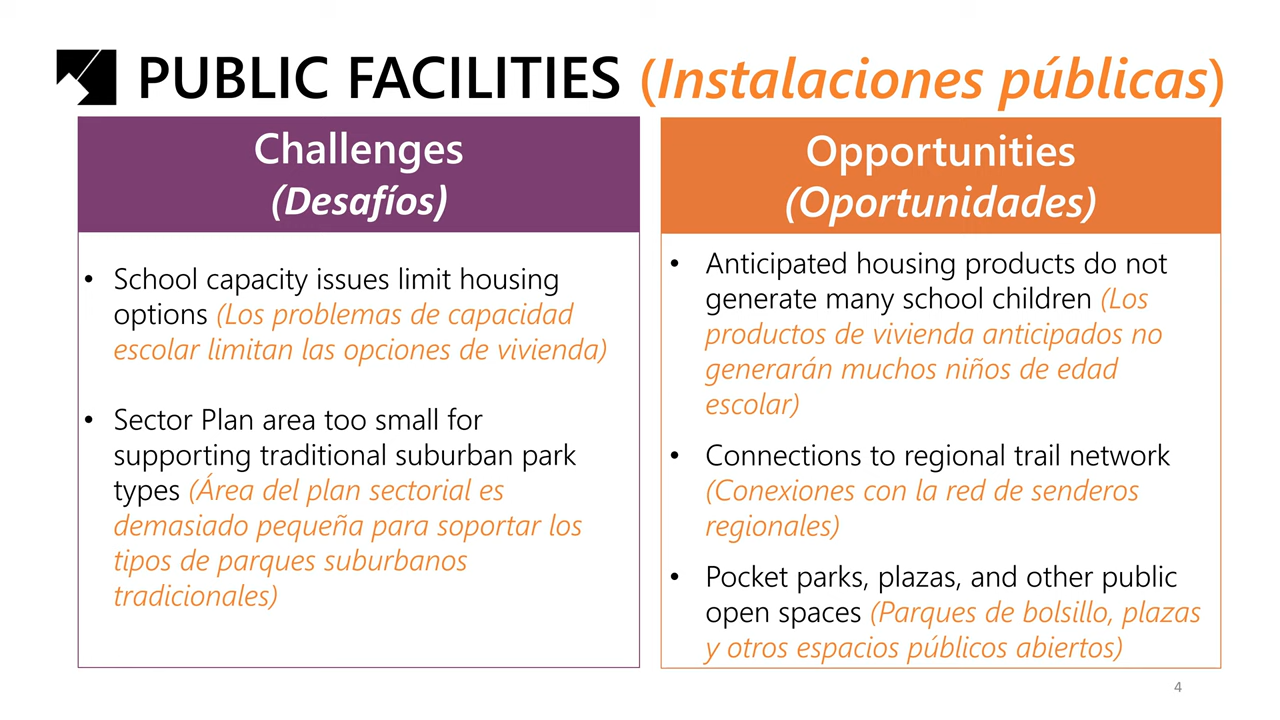 PUBLIC FACILITIES (Instalaciones públicas)
Challenges
(Desafíos)
• School capacity issues limit housing
options (Los problemas de capacidad
escolar limitan las opciones de vivienda)
• Sector Plan area too small for
supporting traditional suburban park
types (Área del plan sectorial es
demasiado pequeña para soportar los
tipos de parques suburbanos
tradicionales)
Opportunities
(Oportunidades)
• Anticipated housing products do not
generate many school children (Los
productos de vivienda anticipados no
generarán muchos niños de edad
escolar)
• Connections to regional trail network
(Conexiones con la red de senderos
regionales)
• Pocket parks, plazas, and other public
open spaces (Parques de bolsillo, plazas
y otros espacios públicos abiertos)
4